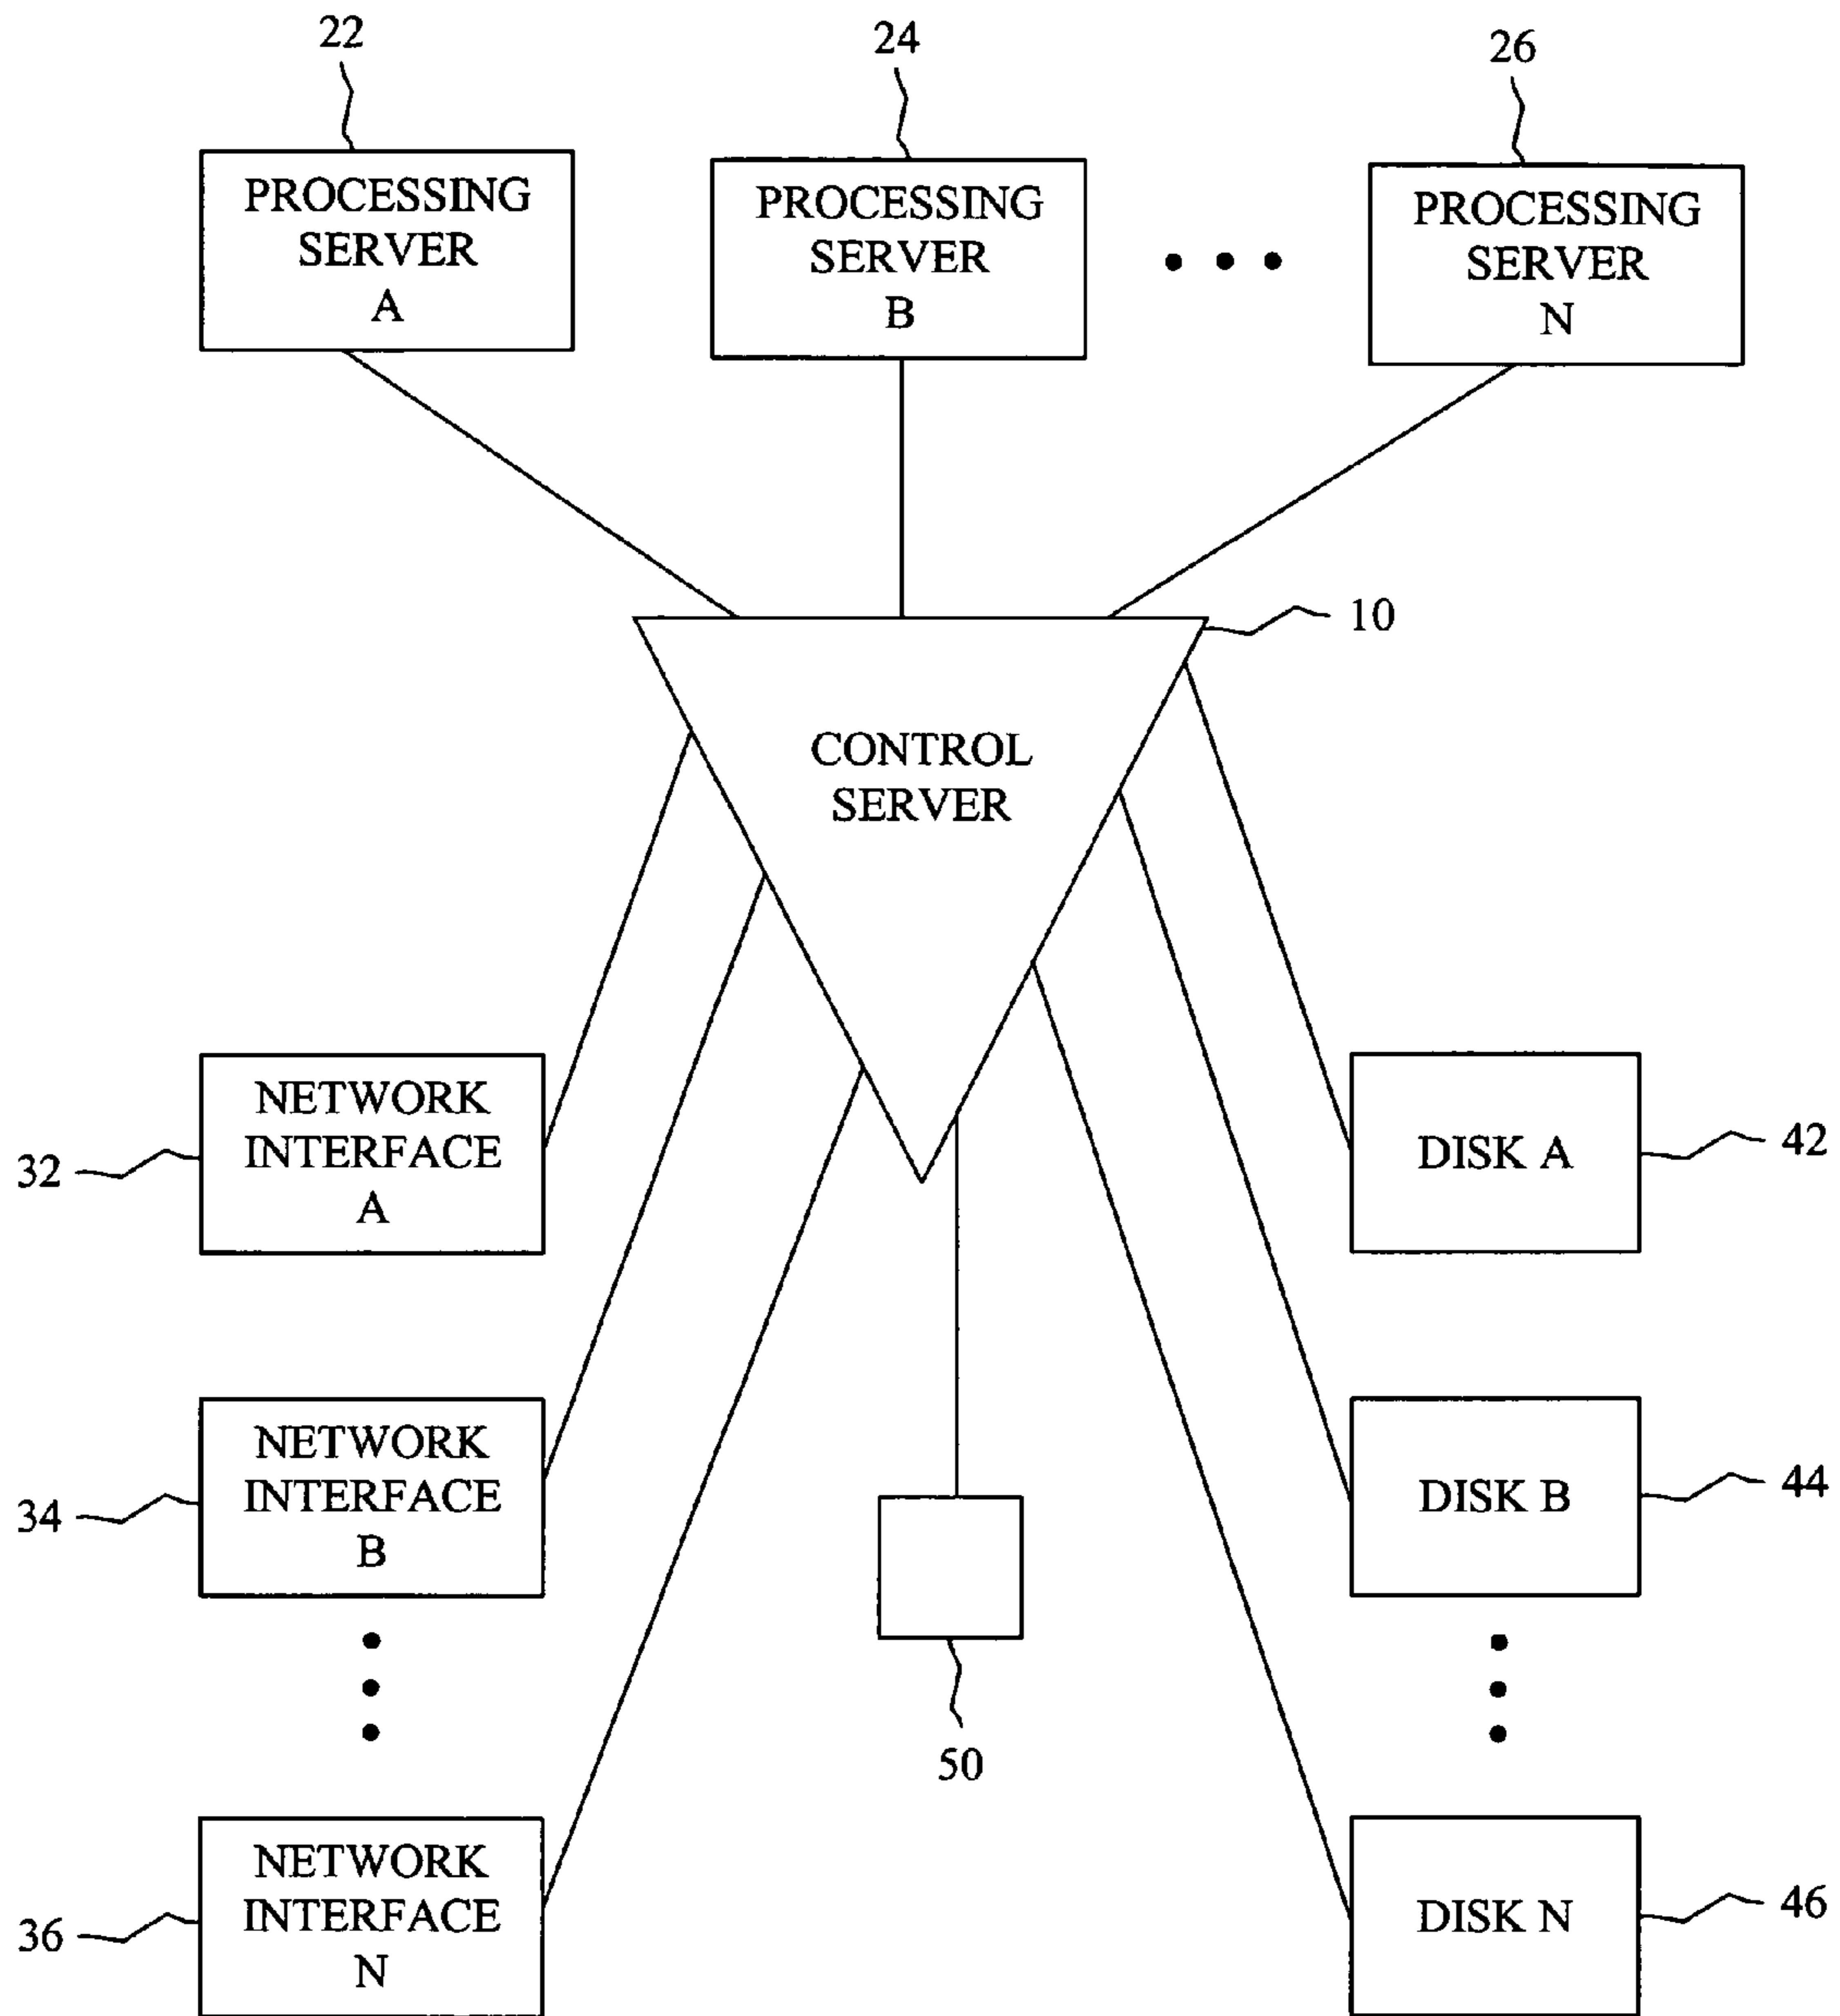 22
24
26
PROCESSING
SERVER
A
PROCESSING
SERVER
B
PROCESSING
SERVER
N
10
CONTROL
SERVER
32
NETWORK
INTERFACE
A
DISK A
42
34
NETWORK
INTERFACE
B
DISK B
44
50
36
NETWORK
INTERFACE
N
DISK N
46